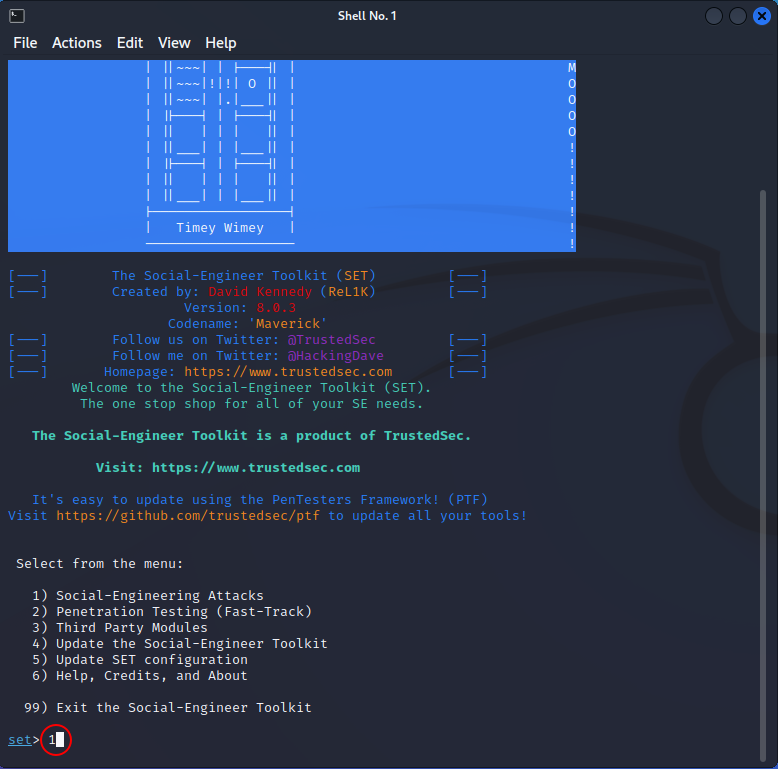 Shell No. 1
File Actions Edit View Help
| ||~~~| | ├────|| | M
| ||~~~|!|!| O || | O
| ||~~~| |.|___|| | O
| |├────| | ├────|| | O
| || | | | || | O
| ||___| | |___|| | !
| |├────| | ├────|| | !
| || | | | || | !
| ||___| | |___|| | !
├──────────────────┤ !
| Timey Wimey | !
─────────────────── !
[---] The Social-Engineer Toolkit (SET) [---]
[---] Created by: David Kennedy (ReL1K) [---]
Version: 8.0.3
Codename: 'Maverick'
[---] Follow us on Twitter: @TrustedSec [---]
[---] Follow me on Twitter: @HackingDave [---]
[---] Homepage: https://www.trustedsec.com [---]
Welcome to the Social-Engineer Toolkit (SET).
The one stop shop for all of your SE needs.
The Social-Engineer Toolkit is a product of TrustedSec.
Visit: https://www.trustedsec.com
It's easy to update using the PenTesters Framework! (PTF)
Visit https://github.com/trustedsec/ptf to update all your tools!
Select from the menu:
1) Social-Engineering Attacks
2) Penetration Testing (Fast-Track)
3) Third Party Modules
4) Update the Social-Engineer Toolkit
5) Update SET configuration
6) Help, Credits, and About
99) Exit the Social-Engineer Toolkit
set> 1